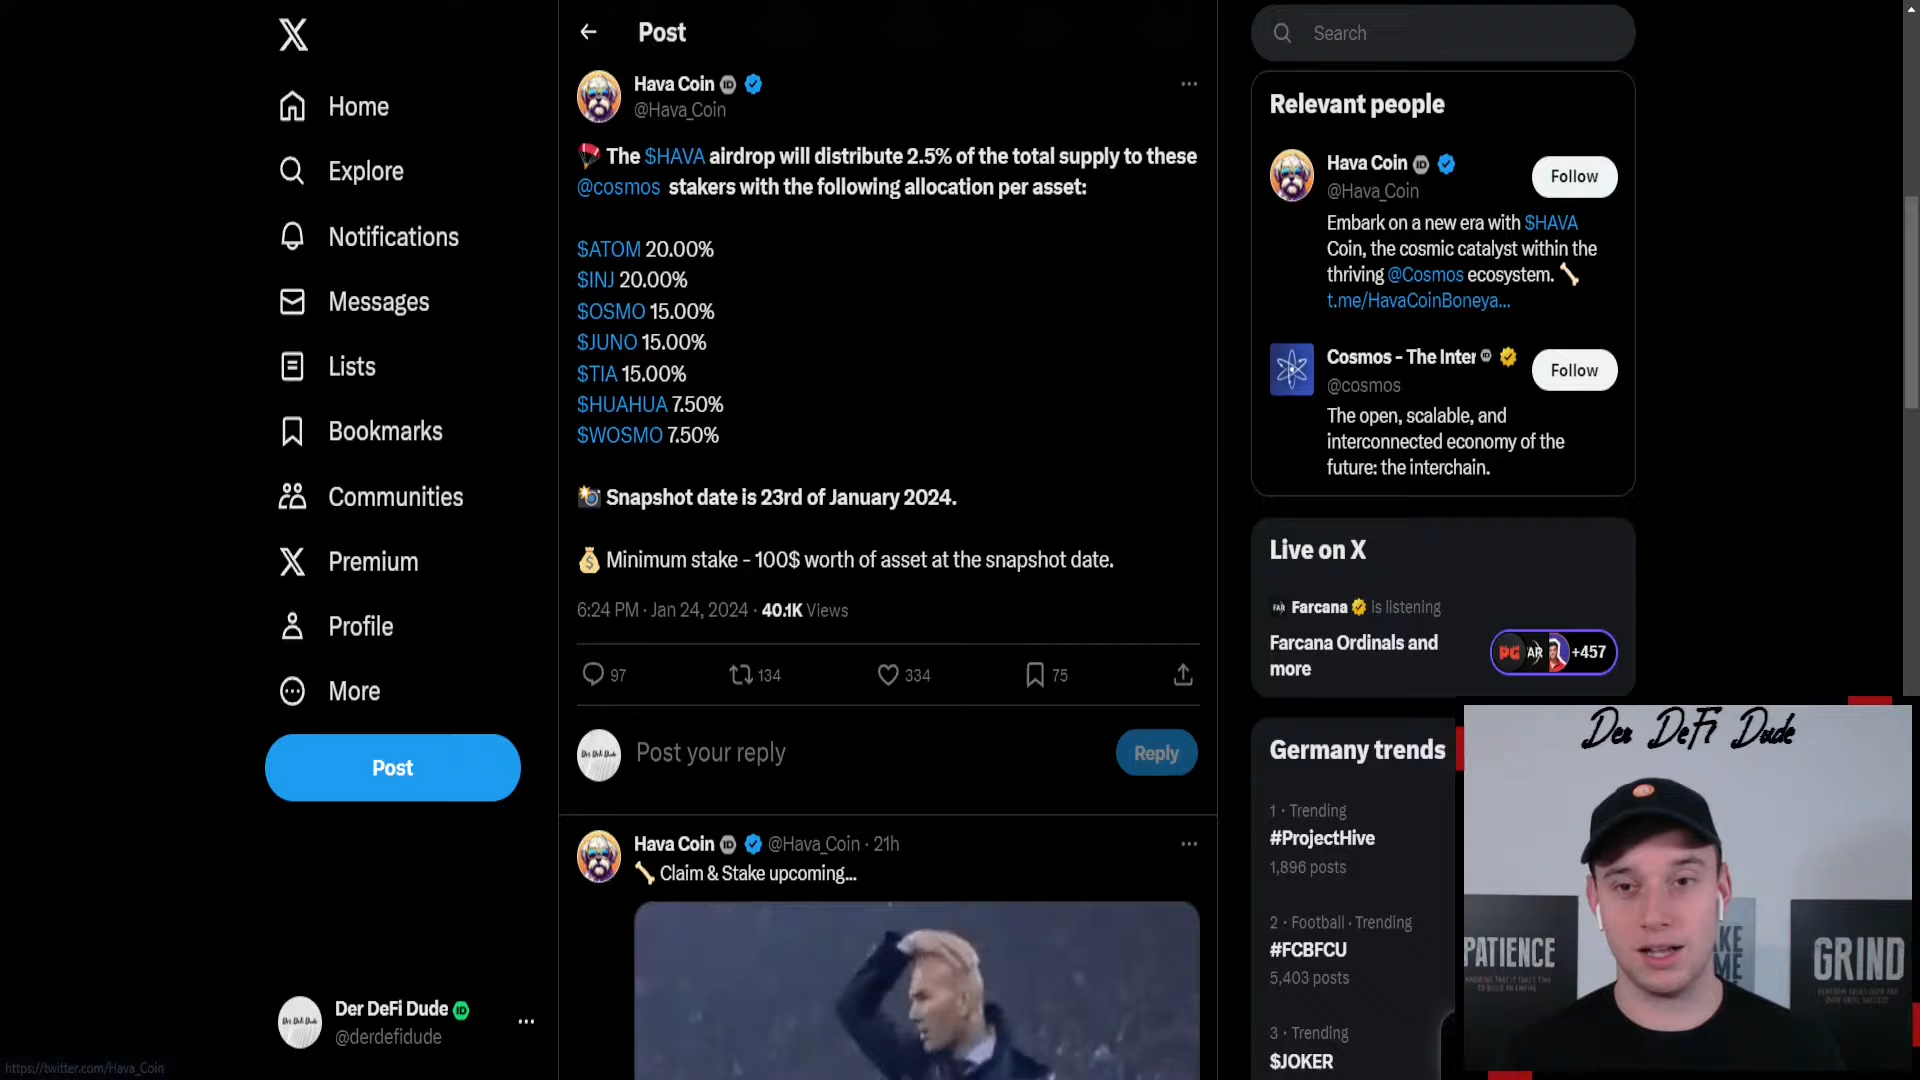 Home
Explore
Notifications
Messages
Lists
Bookmarks
Communities
Premium
Profile
More
Post
Der DeFi Dude
@derdefidude
https://twitter.com/Hava_Coin
Post
Hava Coin
@Hava_Coin
The $HAVA airdrop will distribute 2.5% of the total supply to these
@cosmos stakers with the following allocation per asset:
$ATOM 20.00%
$INJ 20.00%
$OSMO 15.00%
$JUNO 15.00%
$TIA 15.00%
$HUAHUA 7.50%
$WOSMO 7.50%
Snapshot date is 23rd of January 2024.
Minimum stake - 100$ worth of asset at the snapshot date.
6:24 PM · Jan 24, 2024 · 40.1K Views
97 134 334 75
Post your reply
Reply
Hava Coin @Hava_Coin · 21h
Claim & Stake upcoming...
Search
Relevant people
Hava Coin
@Hava_Coin
Follow
Embark on a new era with $HAVA
Coin, the cosmic catalyst within the
thriving @Cosmos ecosystem.
t.me/HavaCoinBoneya...
Cosmos - The Inter
@cosmos
Follow
The open, scalable, and
interconnected economy of the
future: the interchain.
Live on X
Farcana is listening
Farcana Ordinals and
more
+457
Germany trends
1 · Trending
#ProjectHive
1,896 posts
2 · Football · Trending
#FCBFCU
5,403 posts
3 · Trending
$JOKER
Der DeFi Dude
PATIENCE
GRIND